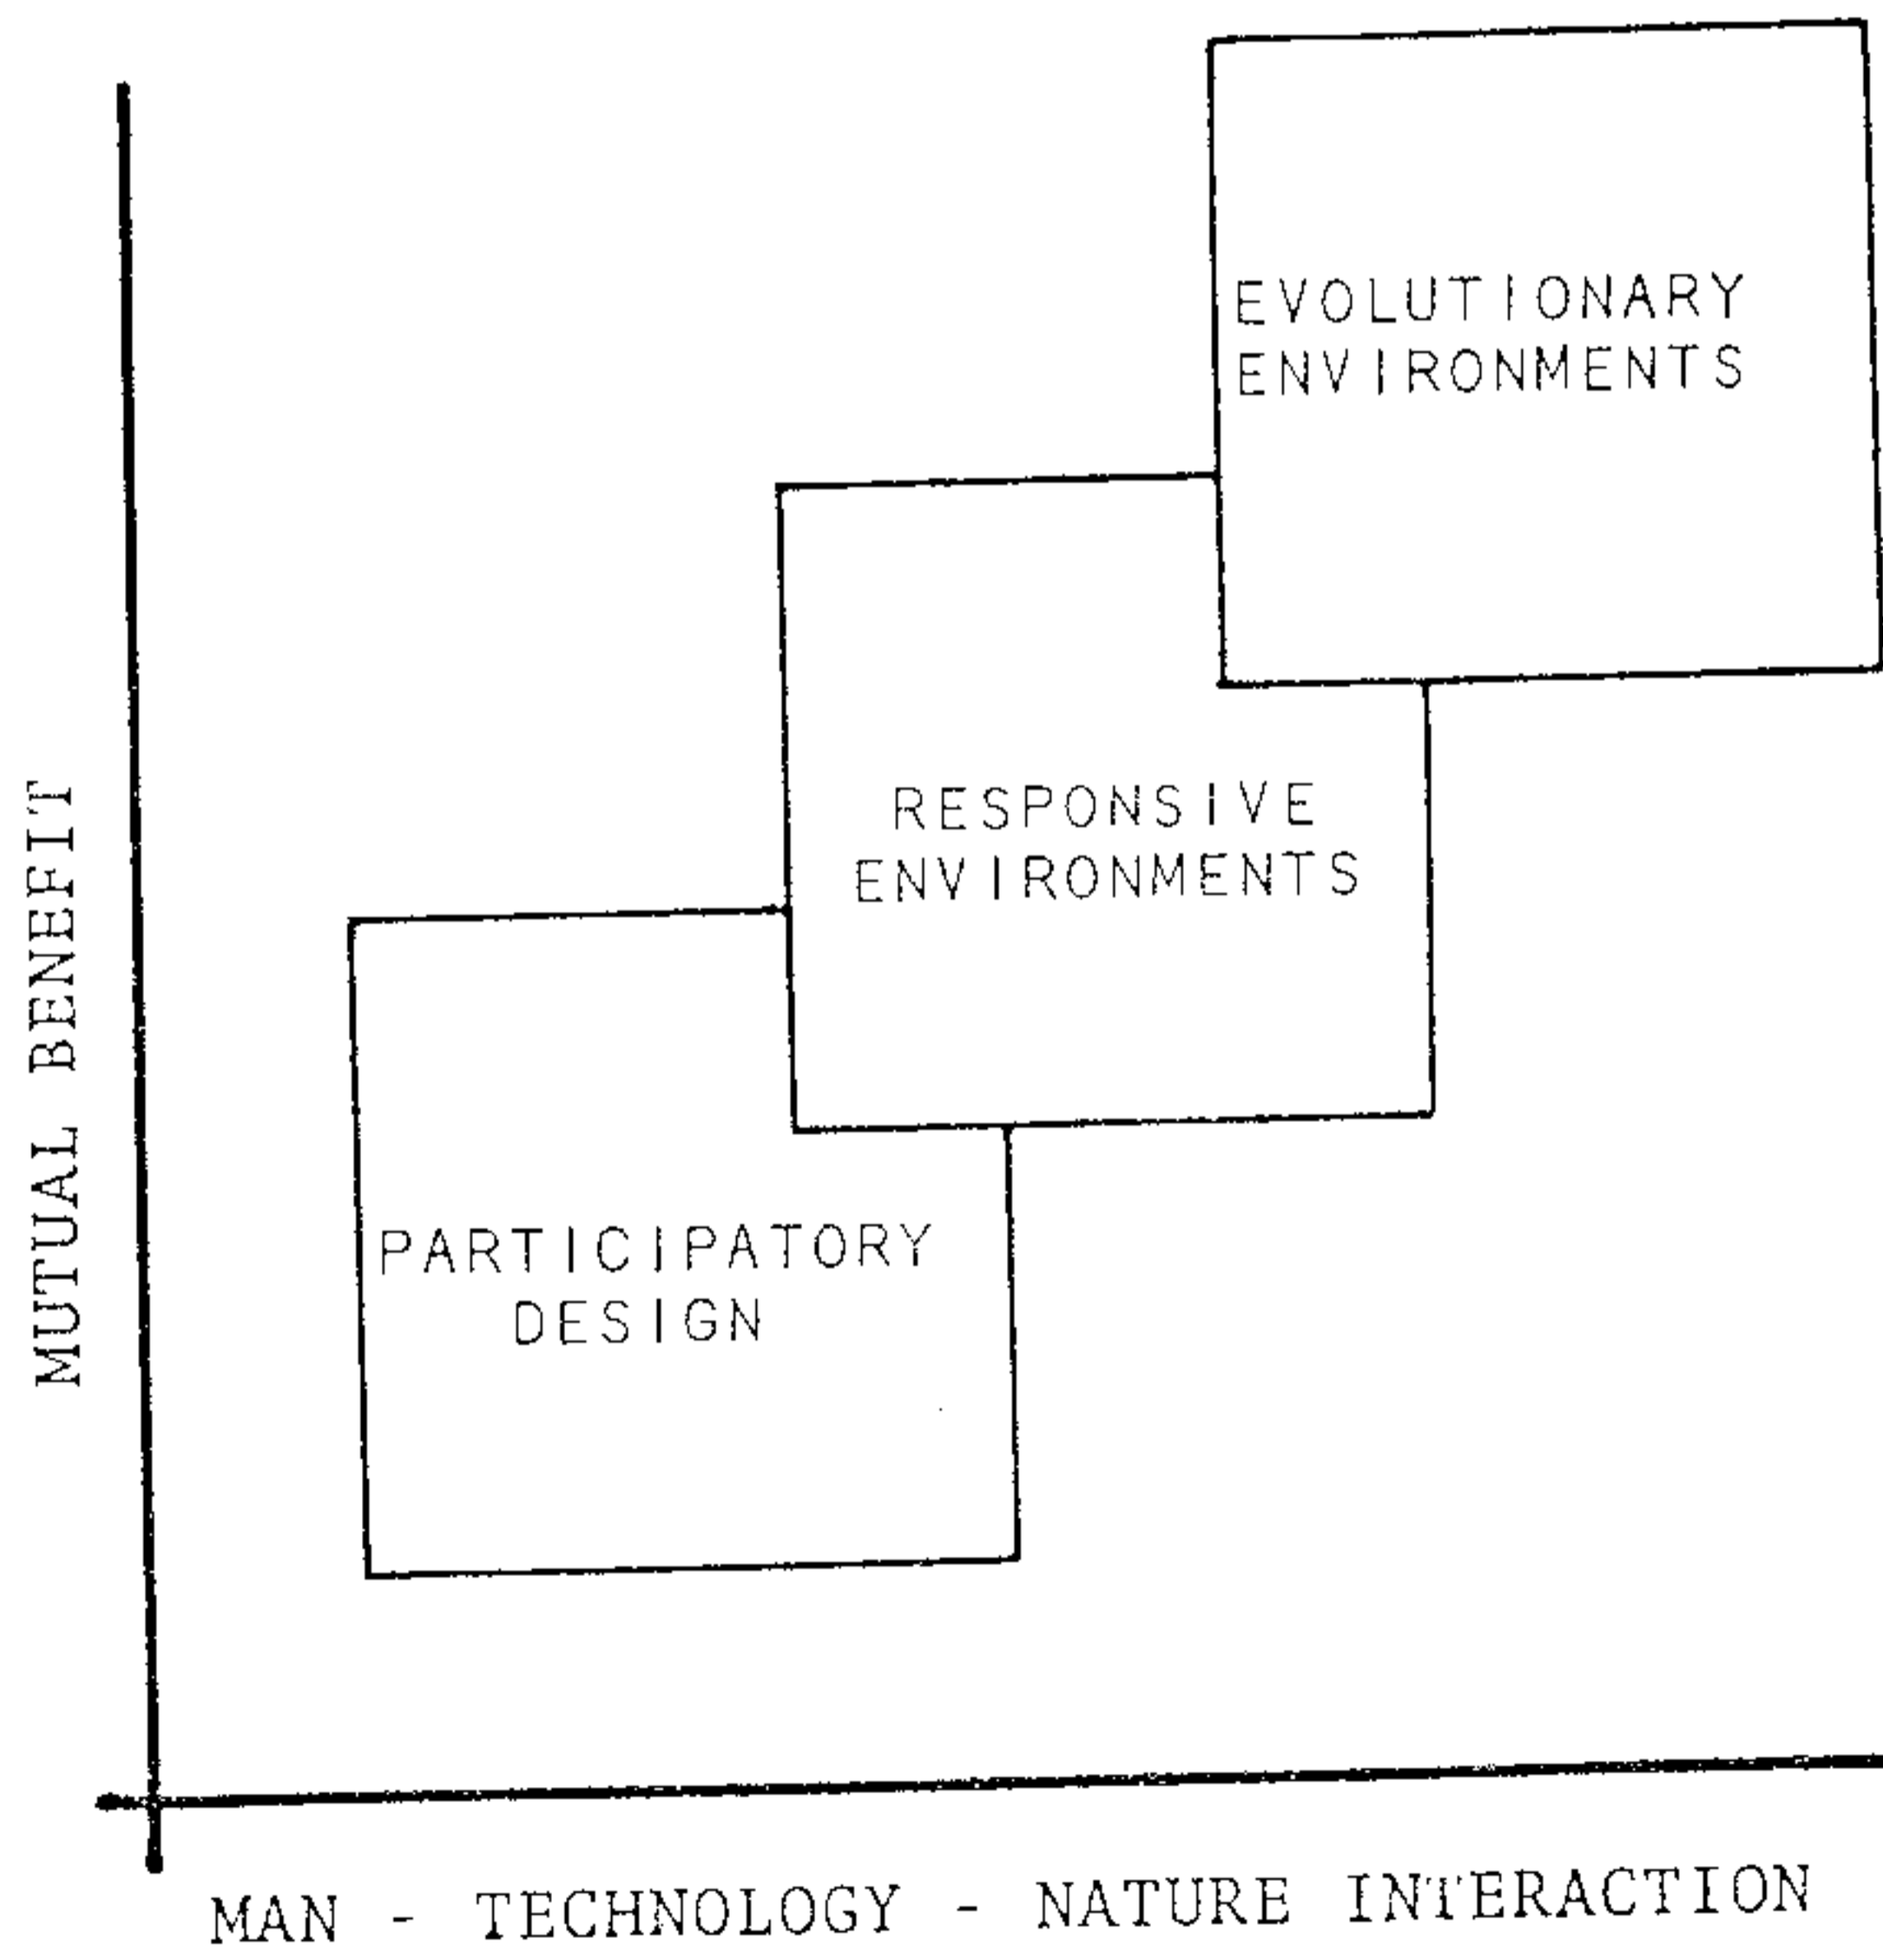 EVOLUTIONARY
ENVIRONMENTS
RESPONSIVE
ENVIRONMENTS
PARTICIPATORY
DESIGN
MUTUAL BENEFIT
MAN - TECHNOLOGY - NATURE INTERACTION